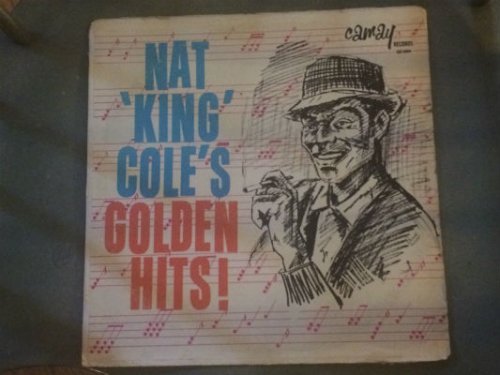 NAT
'KING'
COLE'S
GOLDEN
HITS!
camay
RECORDS